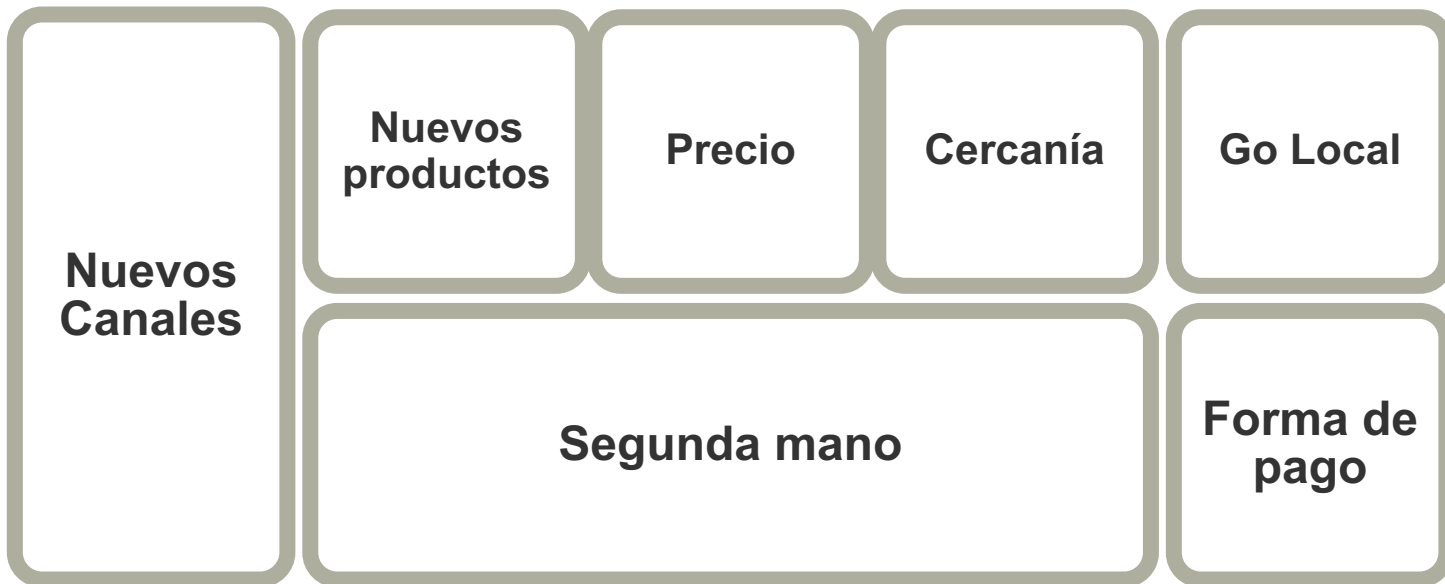 Nuevos
Canales
Nuevos
productos
Precio
Cercanía
Go Local
Segunda mano
Forma de
pago